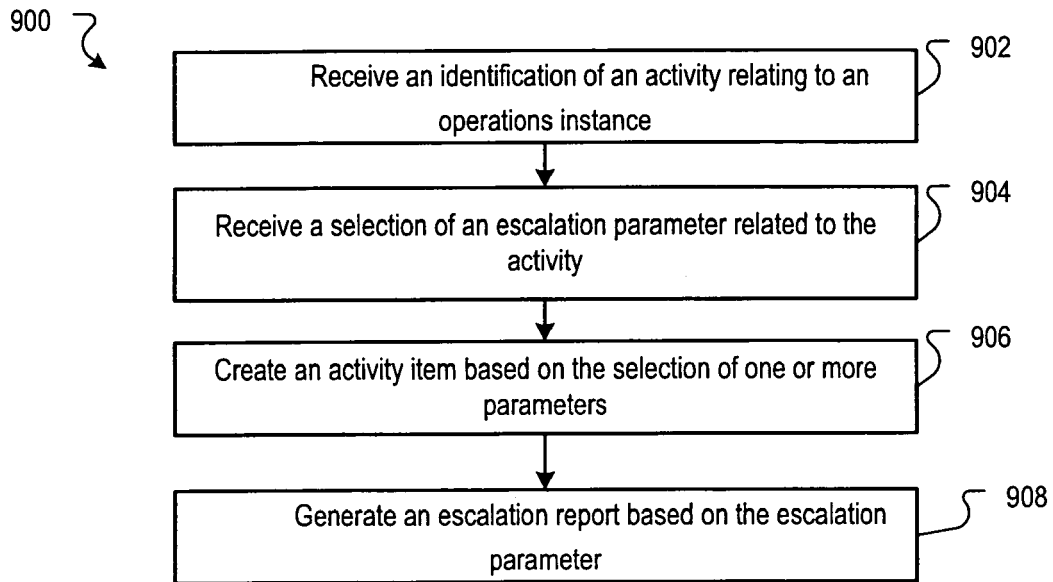 900
902
Receive an identification of an activity relating to an
operations instance
904
Receive a selection of an escalation parameter related to the
activity
906
Create an activity item based on the selection of one or more
parameters
908
Generate an escalation report based on the escalation
parameter